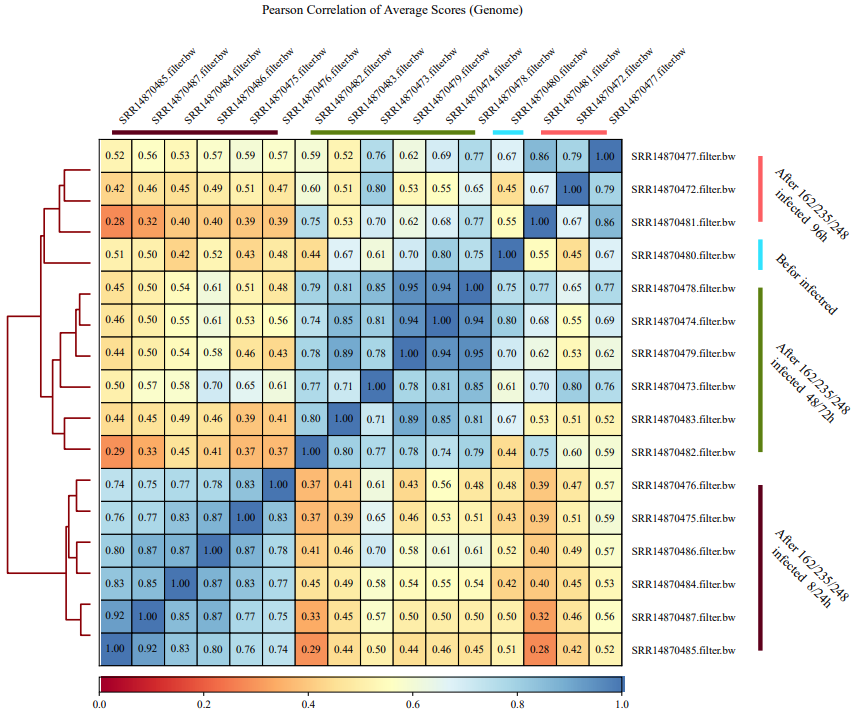 Pearson Correlation of Average Scores (Genome)
SRR14870485.filter.bw
SRR14870487.filter.bw
SRR14870484.filter.bw
SRR14870486.filter.bw
SRR14870475.filter.bw
SRR14870476.filter.bw
SRR14870482.filter.bw
SRR14870483.filter.bw
SRR14870473.filter.bw
SRR14870479.filter.bw
SRR14870474.filter.bw
SRR14870478.filter.bw
SRR14870480.filter.bw
SRR14870481.filter.bw
SRR14870472.filter.bw
SRR14870477.filter.bw
0.52 0.56 0.53 0.57 0.59 0.57 0.59 0.52 0.76 0.62 0.69 0.77 0.67 0.86 0.79 1.00 SRR14870477.filter.bw
0.42 0.46 0.45 0.49 0.51 0.47 0.60 0.51 0.80 0.53 0.55 0.65 0.45 0.67 1.00 0.79 SRR14870472.filter.bw
0.28 0.32 0.40 0.40 0.39 0.39 0.75 0.53 0.70 0.62 0.68 0.77 0.55 1.00 0.67 0.86 SRR14870481.filter.bw
0.51 0.50 0.42 0.52 0.43 0.48 0.44 0.67 0.61 0.70 0.80 0.75 1.00 0.55 0.45 0.67 SRR14870480.filter.bw
0.45 0.50 0.54 0.61 0.51 0.48 0.79 0.81 0.85 0.95 0.94 1.00 0.75 0.77 0.65 0.77 SRR14870478.filter.bw
0.46 0.50 0.55 0.61 0.53 0.56 0.74 0.85 0.81 0.94 1.00 0.94 0.80 0.68 0.55 0.69 SRR14870474.filter.bw
0.44 0.50 0.54 0.58 0.46 0.43 0.78 0.89 0.78 1.00 0.94 0.95 0.70 0.62 0.53 0.62 SRR14870479.filter.bw
0.50 0.57 0.58 0.70 0.65 0.61 0.77 0.71 1.00 0.78 0.81 0.85 0.61 0.70 0.80 0.76 SRR14870473.filter.bw
0.44 0.45 0.49 0.46 0.39 0.41 0.80 1.00 0.71 0.89 0.85 0.81 0.67 0.53 0.51 0.52 SRR14870483.filter.bw
0.29 0.33 0.45 0.41 0.37 0.37 1.00 0.80 0.77 0.78 0.74 0.79 0.44 0.75 0.60 0.59 SRR14870482.filter.bw
0.74 0.75 0.77 0.78 0.83 1.00 0.37 0.41 0.61 0.43 0.56 0.48 0.48 0.39 0.47 0.57 SRR14870476.filter.bw
0.76 0.77 0.83 0.87 1.00 0.83 0.37 0.39 0.65 0.46 0.53 0.51 0.43 0.39 0.51 0.59 SRR14870475.filter.bw
0.80 0.87 0.87 1.00 0.87 0.78 0.41 0.46 0.70 0.58 0.61 0.61 0.52 0.40 0.49 0.57 SRR14870486.filter.bw
0.83 0.85 1.00 0.87 0.83 0.77 0.45 0.49 0.58 0.54 0.55 0.54 0.42 0.40 0.45 0.53 SRR14870484.filter.bw
0.92 1.00 0.85 0.87 0.77 0.75 0.33 0.45 0.57 0.50 0.50 0.50 0.50 0.32 0.46 0.56 SRR14870487.filter.bw
1.00 0.92 0.83 0.80 0.76 0.74 0.29 0.44 0.50 0.44 0.46 0.45 0.51 0.28 0.42 0.52 SRR14870485.filter.bw
After 162/235/248
infected 96h
Befor infectred
After 162/235/248
infected 48/72h
After 162/235/248
infected 8/24h
0.0 0.2 0.4 0.6 0.8 1.0